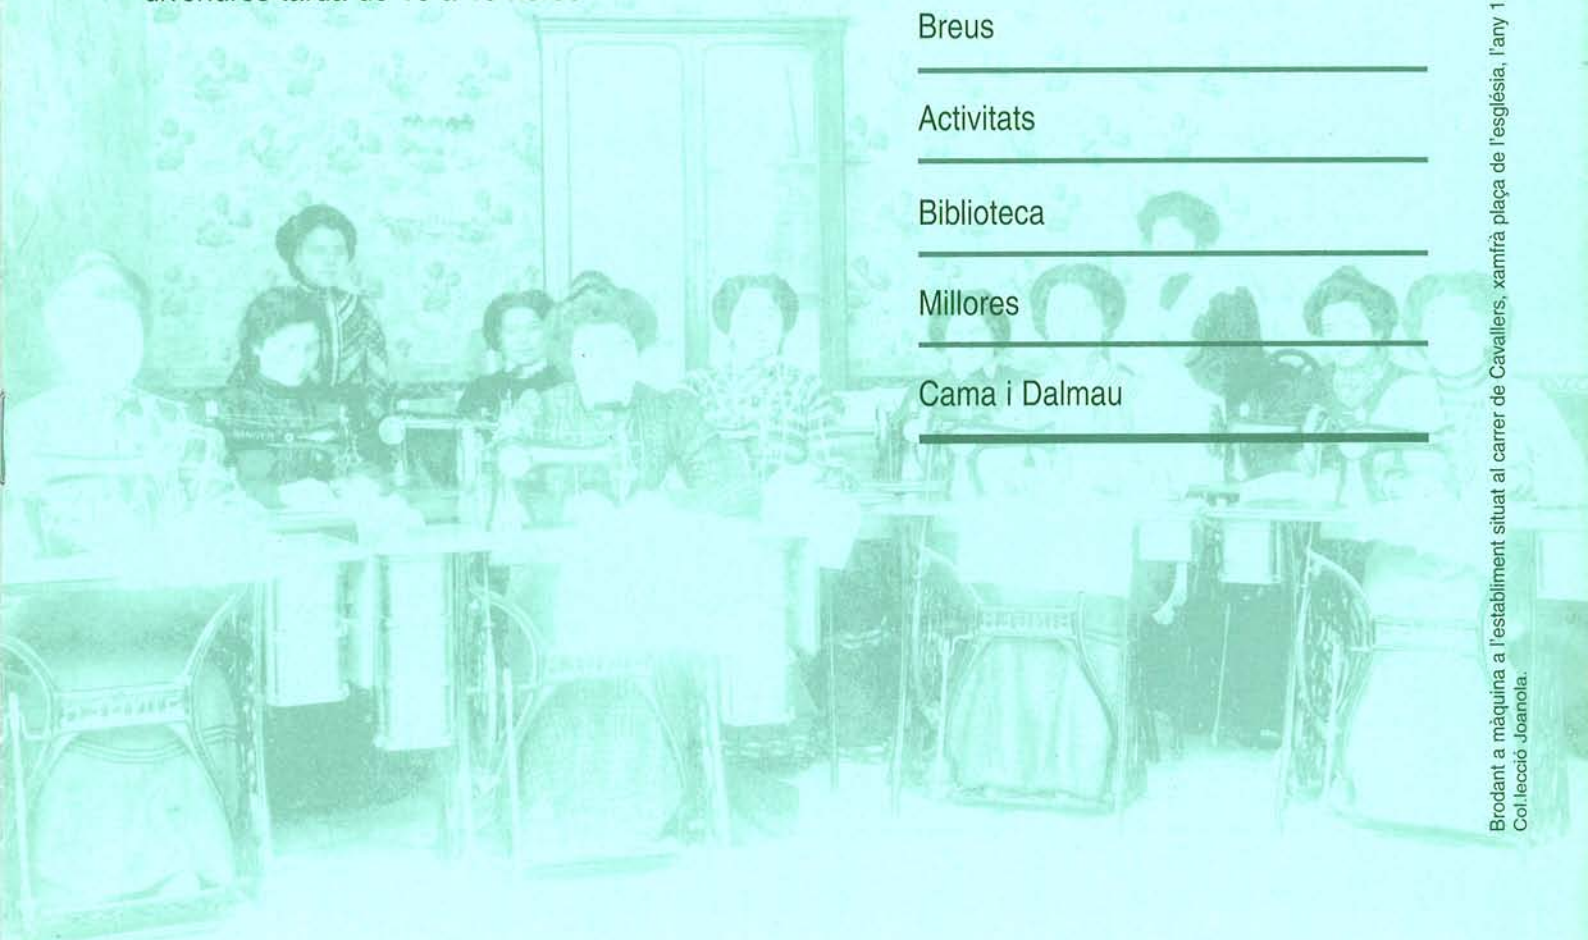 Breus
Activitats
Biblioteca
Millores
Cama i Dalmau
Brodant a màquina a l'establiment situat al carrer de Cavallers, xamfrà plaça de l'església, l'any 1
Col.lecció Joanola.